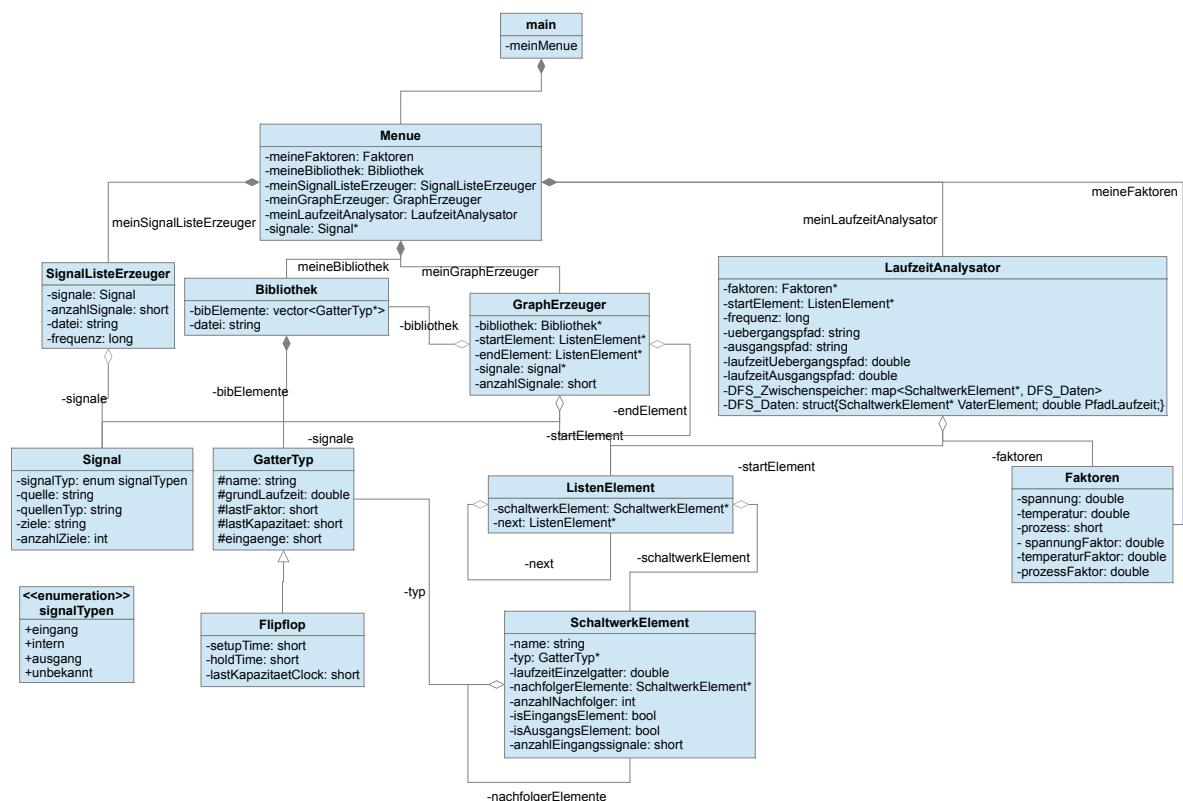 main
-meinMenue
Menue
-meineFaktoren: Faktoren
-meineBibliothek: Bibliothek
-meinSignalListeErzeuger: SignalListeErzeuger
-meinGraphErzeuger: GraphErzeuger
-meinLaufzeitAnalysator: LaufzeitAnalysator
-signale: Signal*
meinSignalListeErzeuger
meineBibliothek
meinGraphErzeuger
meinLaufzeitAnalysator
meineFaktoren
SignalListeErzeuger
-signale: Signal
-anzahlSignale: short
-datei: string
-frequenz: long
Bibliothek
-bibElemente: vector<GatterTyp*>
-datei: string
-bibliothek
GraphErzeuger
-bibliothek: Bibliothek*
-startElement: ListenElement*
-endElement: ListenElement*
-signale: signal*
-anzahlSignale: short
LaufzeitAnalysator
-faktoren: Faktoren*
-startElement: ListenElement*
-frequenz: long
-uebergangspfad: string
-ausgangspfad: string
-laufzeitUebergangspfad: double
-laufzeitAusgangspfad: double
-DFS_Zwischenspeicher: map<SchaltwerkElement*, DFS_Daten>
-DFS_Daten: struct{SchaltwerkElement* VaterElement; double PfadLaufzeit;}
-signale
-bibElemente
-signale
-endElement
-startElement
-startElement
-faktoren
Signal
-signalTyp: enum signalTypen
-quelle: string
-quellenTyp: string
-ziele: string
-anzahlZiele: int
GatterTyp
#name: string
#grundLaufzeit: double
#lastFaktor: short
#lastKapazitaet: short
#eingaenge: short
ListenElement
-schaltwerkElement: SchaltwerkElement*
-next: ListenElement*
-next
-schaltwerkElement
Faktoren
-spannung: double
-temperatur: double
-prozess: short
- spannungFaktor: double
-temperaturFaktor: double
-prozessFaktor: double
<<enumeration>>
signalTypen
+eingang
+intern
+ausgang
+unbekannt
Flipflop
-setupTime: short
-holdTime: short
-lastKapazitaetClock: short
-typ
SchaltwerkElement
-name: string
-typ: GatterTyp*
-laufzeitEinzelgatter: double
-nachfolgerElemente: SchaltwerkElement*
-anzahlNachfolger: int
-isEingangsElement: bool
-isAusgangsElement: bool
-anzahlEingangssignale: short
-nachfolgerElemente